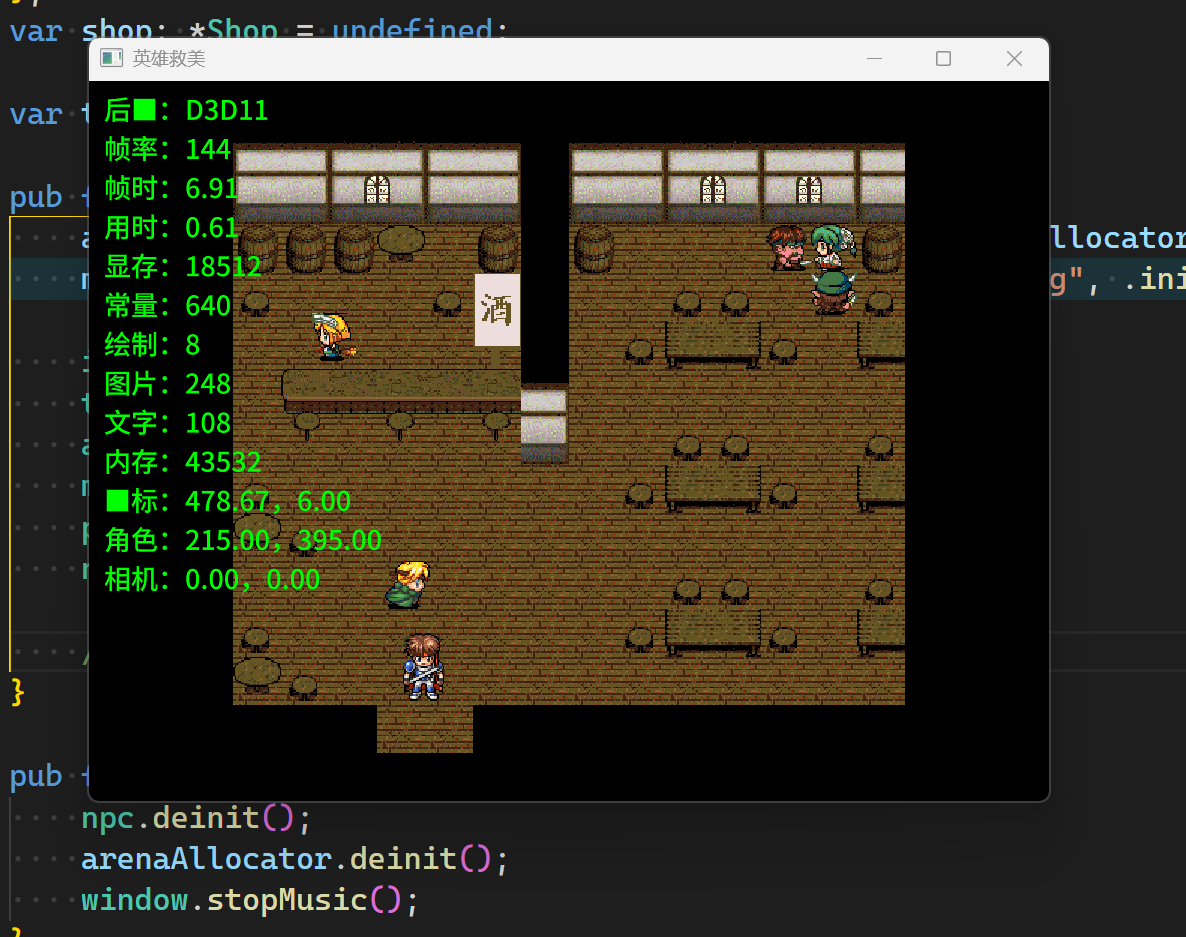 var shop: *Shop = undefined;
英雄救美
var
后■: D3D11
帧率: 144
帧时: 6.91
pub
用时: 0.61
llocator
显存: 18512
g", .ini
常量: 640
酒
绘制: 8
图片: 248
文字: 108
内存: 43532
■标: 478.67, 6.00
角色: 215.00, 395.00
相机: 0.00, 0.00
}
pub
npc.deinit();
arenaAllocator.deinit();
window.stopMusic();